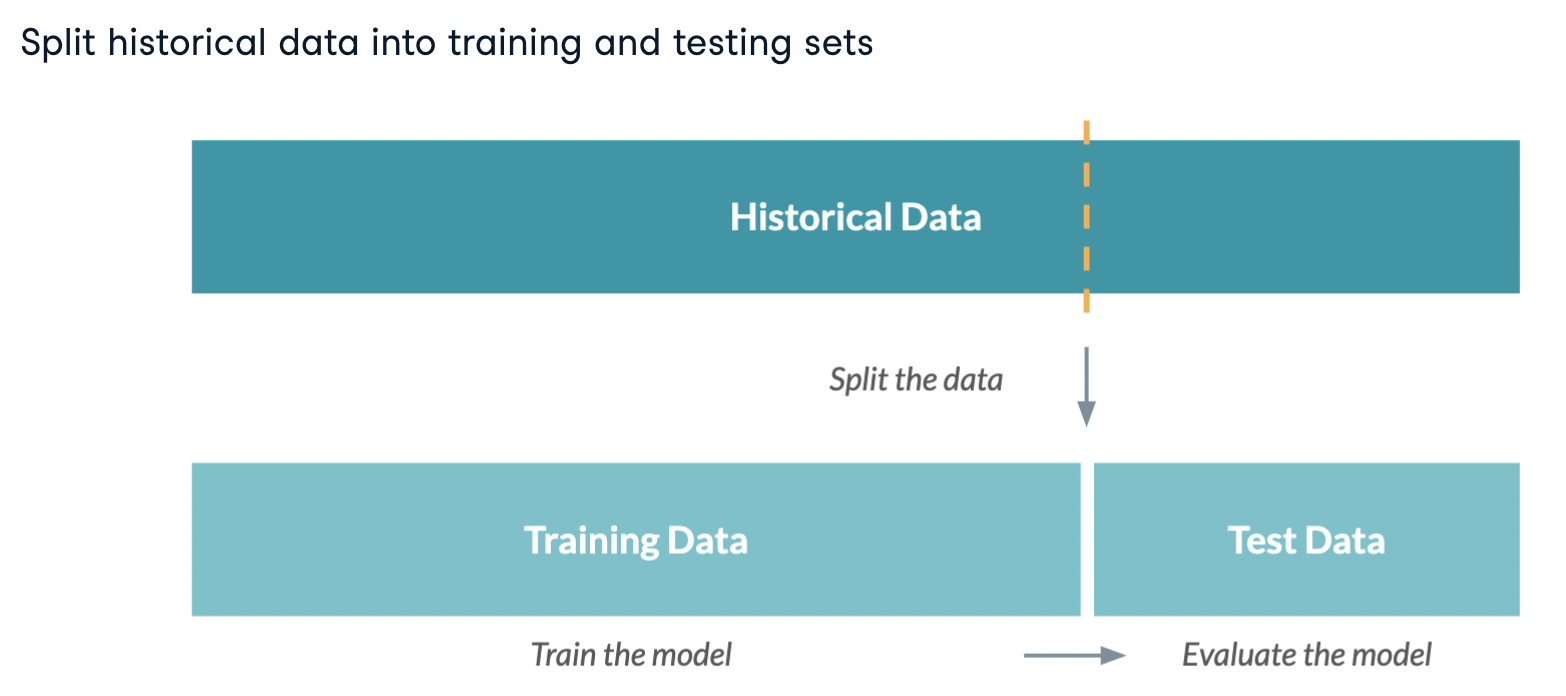 Split historical data into training and testing sets
Historical Data
Split the data
Training Data
Test Data
Train the model
Evaluate the model